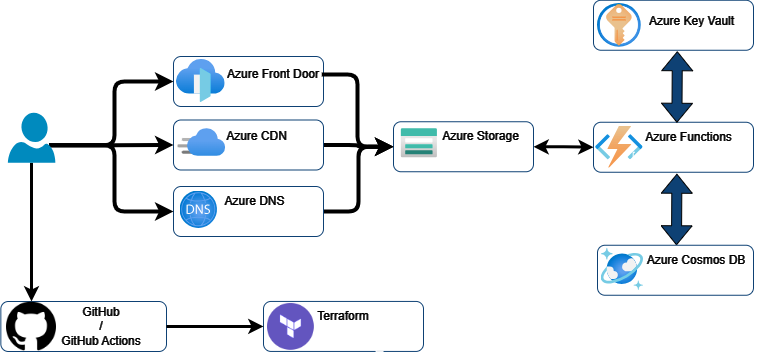 Azure Key Vault
Azure Front Door
Azure CDN
Azure Storage
Azure Functions
DNS
Azure DNS
Azure Cosmos DB
GitHub
/
GitHub Actions
Terraform